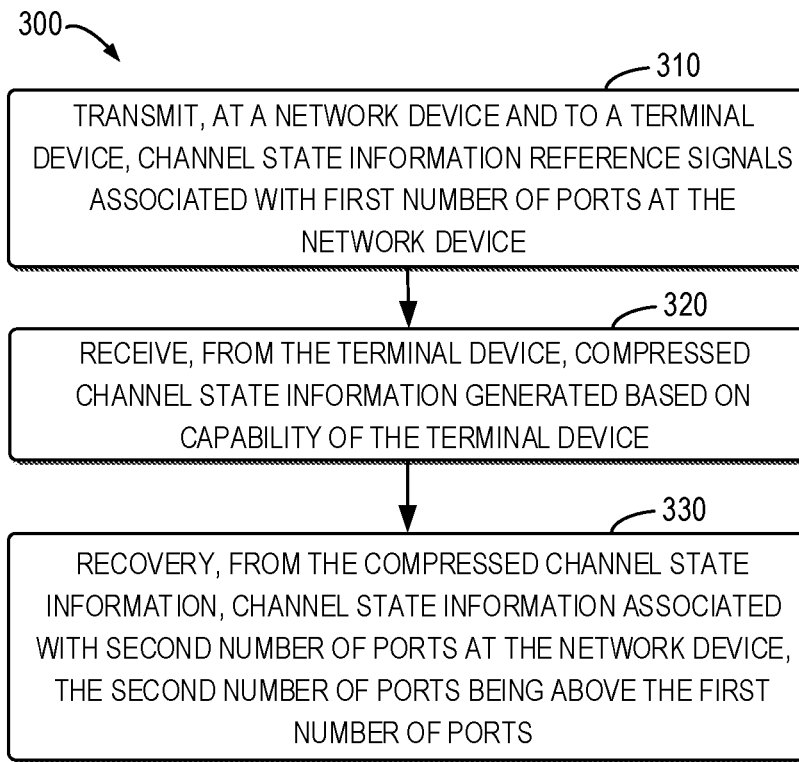 300
310
TRANSMIT, AT A NETWORK DEVICE AND TO A TERMINAL
DEVICE, CHANNEL STATE INFORMATION REFERENCE SIGNALS
ASSOCIATED WITH FIRST NUMBER OF PORTS AT THE
NETWORK DEVICE
320
RECEIVE, FROM THE TERMINAL DEVICE, COMPRESSED
CHANNEL STATE INFORMATION GENERATED BASED ON
CAPABILITY OF THE TERMINAL DEVICE
330
RECOVERY, FROM THE COMPRESSED CHANNEL STATE
INFORMATION, CHANNEL STATE INFORMATION ASSOCIATED
WITH SECOND NUMBER OF PORTS AT THE NETWORK DEVICE,
THE SECOND NUMBER OF PORTS BEING ABOVE THE FIRST
NUMBER OF PORTS